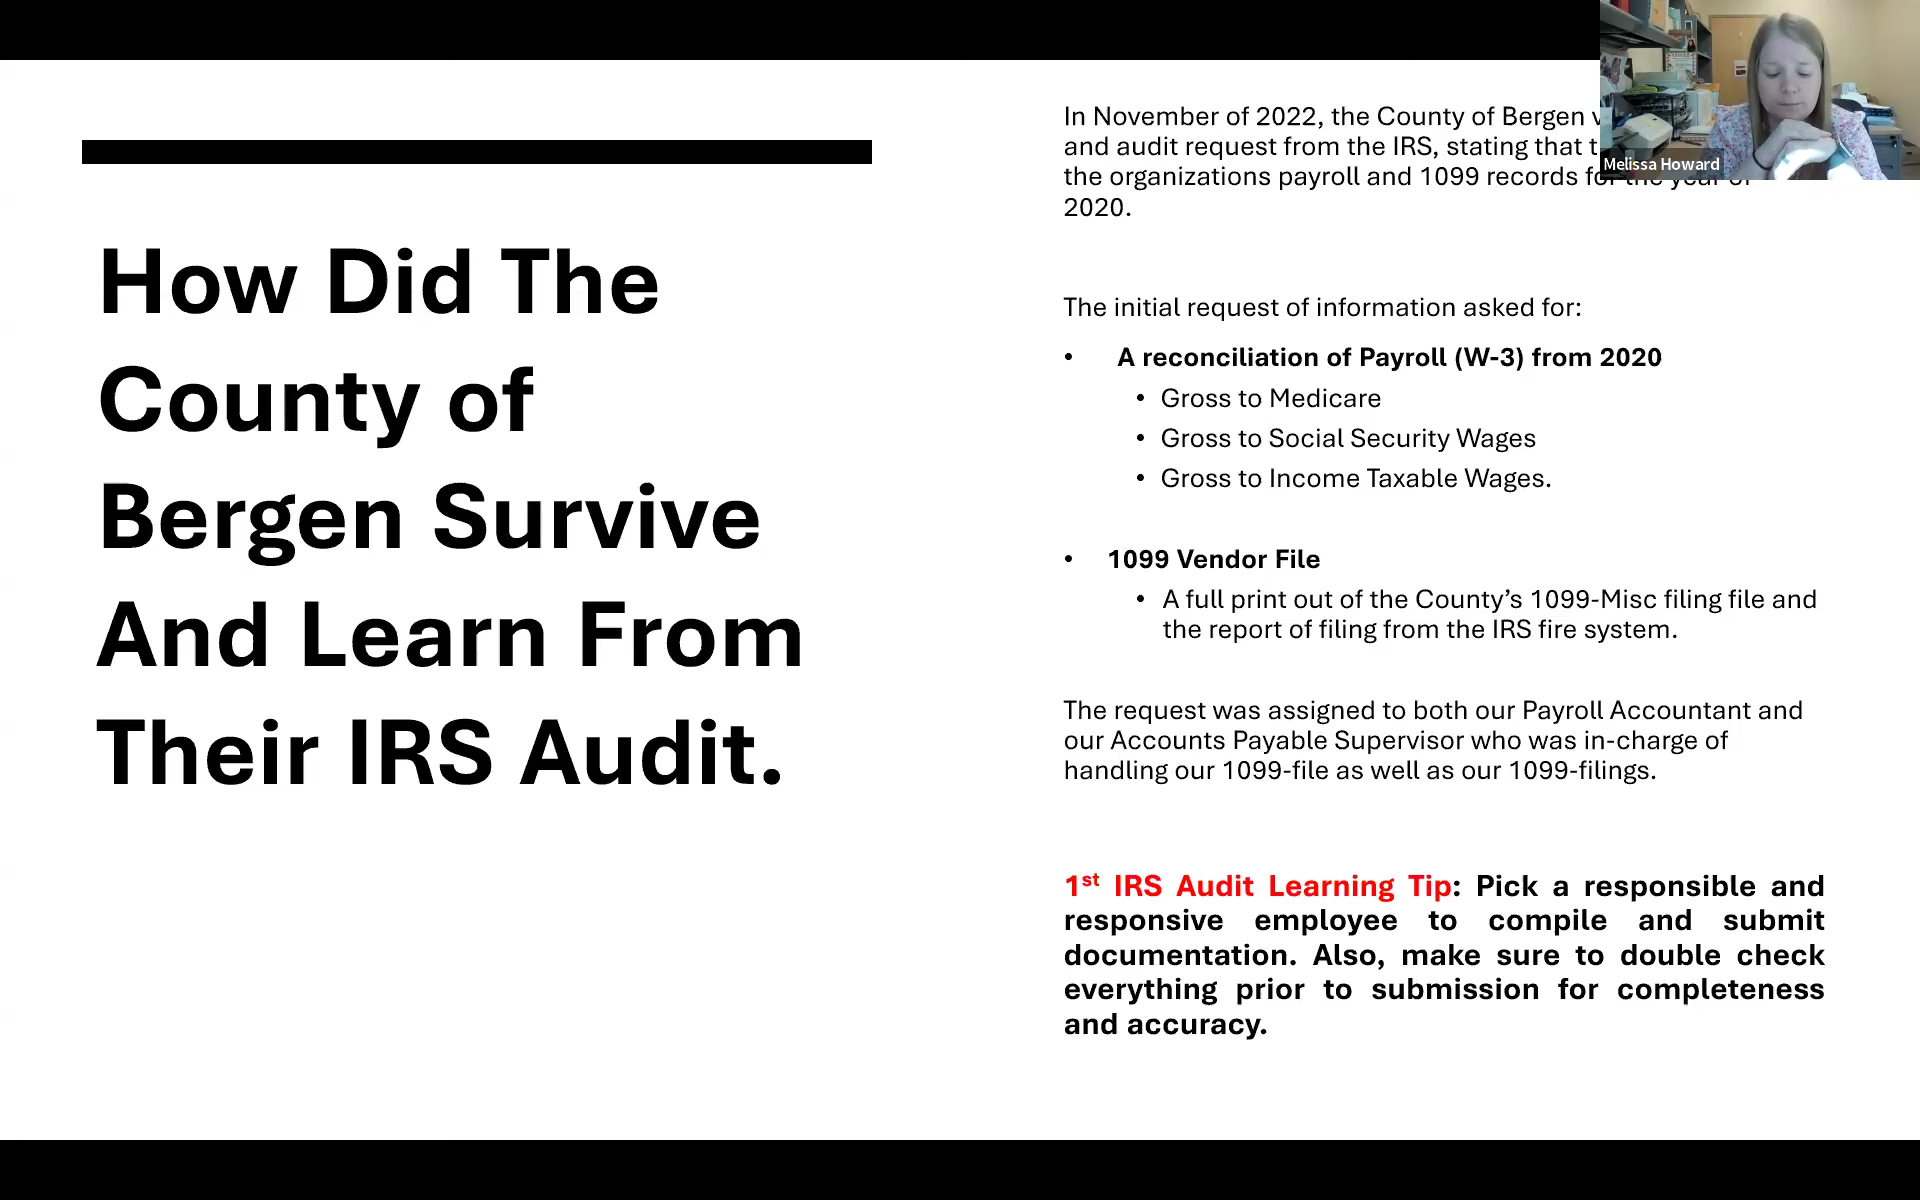 How Did The
County of
Bergen Survive
And Learn From
Their IRS Audit.
In November of 2022, the County of Bergen
and audit request from the IRS, stating that
the organizations payroll and 1099 records for the year of
2020.
The initial request of information asked for:
• A reconciliation of Payroll (W-3) from 2020
• Gross to Medicare
• Gross to Social Security Wages
• Gross to Income Taxable Wages.
• 1099 Vendor File
• A full print out of the County’s 1099-Misc filing file and
the report of filing from the IRS fire system.
The request was assigned to both our Payroll Accountant and
our Accounts Payable Supervisor who was in-charge of
handling our 1099-file as well as our 1099-filings.
1st IRS Audit Learning Tip: Pick a responsible and
responsive employee to compile and submit
documentation. Also, make sure to double check
everything prior to submission for completeness
and accuracy.
Melissa Howard